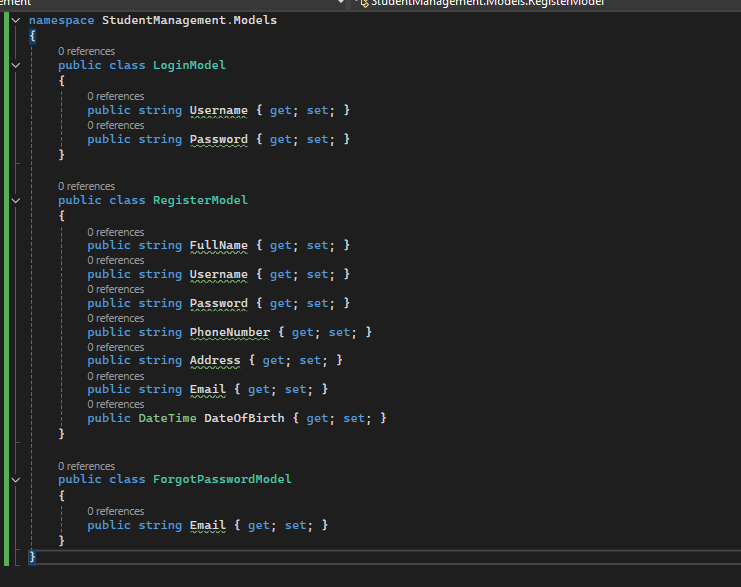 StudentManagement.Models.RegisterModel
namespace StudentManagement.Models
{
0 references
public class LoginModel
{
0 references
public string Username { get; set; }
0 references
public string Password { get; set; }
}
0 references
public class RegisterModel
{
0 references
public string FullName { get; set; }
0 references
public string Username { get; set; }
0 references
public string Password { get; set; }
0 references
public string PhoneNumber { get; set; }
0 references
public string Address { get; set; }
0 references
public string Email { get; set; }
0 references
public DateTime DateOfBirth { get; set; }
}
0 references
public class ForgotPasswordModel
{
0 references
public string Email { get; set; }
}
}